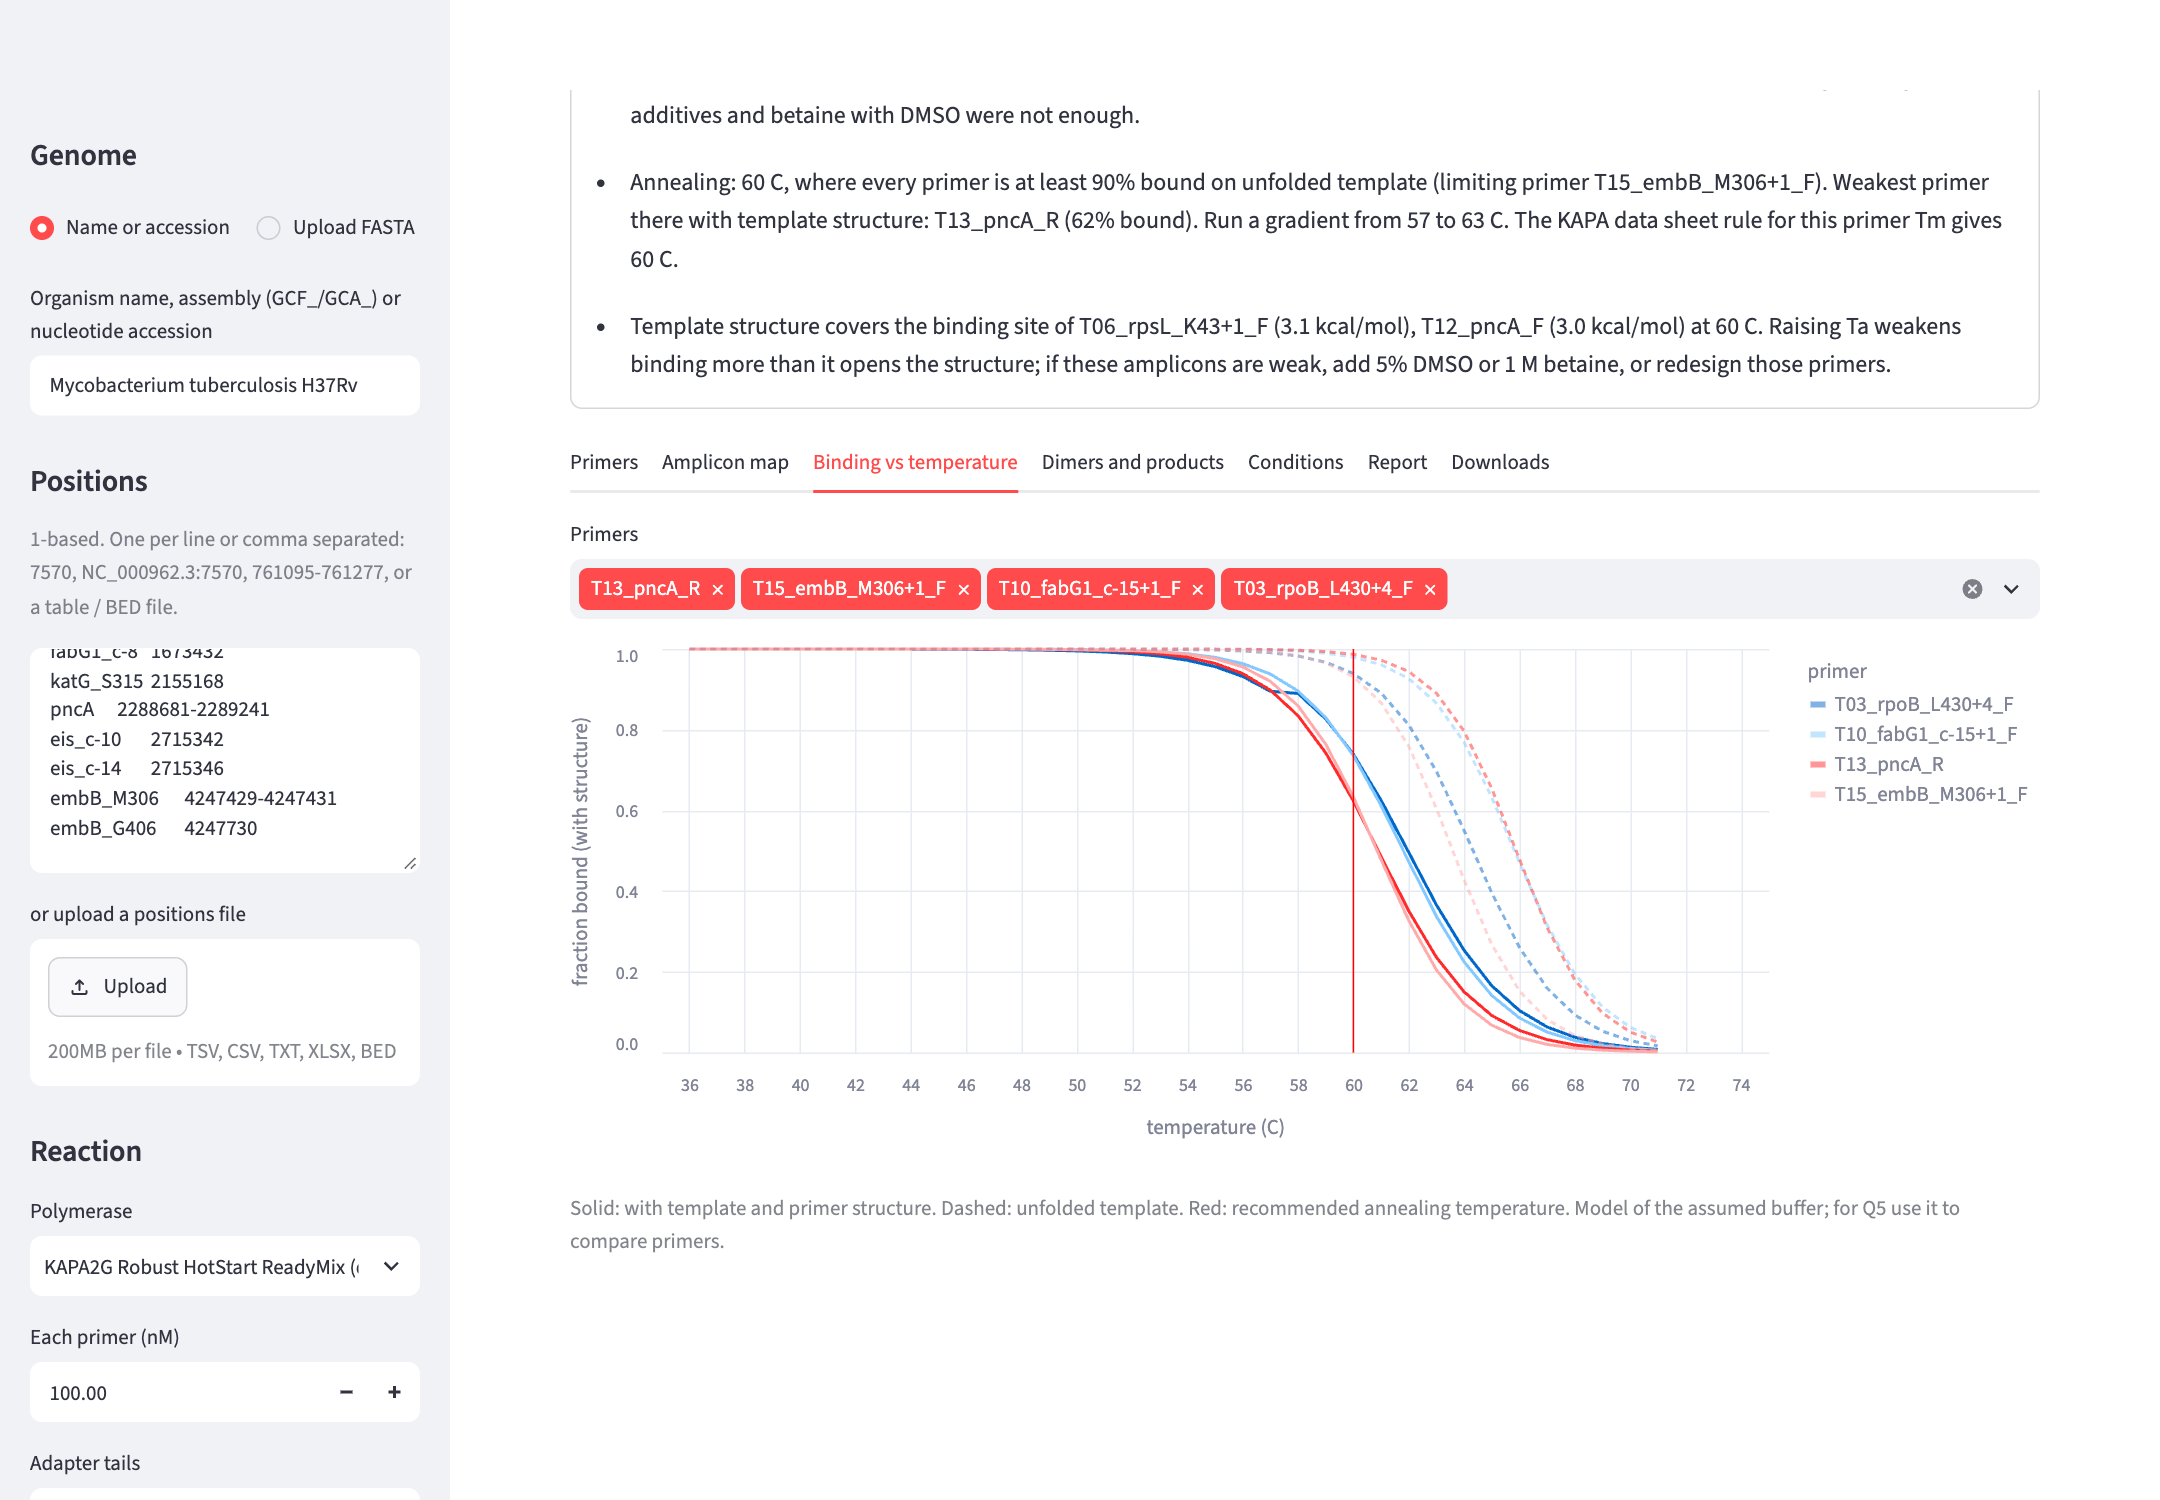 Genome
Name or accession
Upload FASTA
Organism name, assembly (GCF_/GCA_) or
nucleotide accession
Mycobacterium tuberculosis H37Rv
Positions
1-based. One per line or comma separated:
7570, NC_000962.3:7570, 761095-761277, or
a table / BED file.
fabG1_c-8 1673432
katG_S315 2155168
pncA 2288681-2289241
eis_c-10 2715342
eis_c-14 2715346
embB_M306 4247429-4247431
embB_G406 4247730
or upload a positions file
Upload
200MB per file • TSV, CSV, TXT, XLSX, BED
Reaction
Polymerase
KAPA2G Robust HotStart ReadyMix (
Each primer (nM)
100.00
Adapter tails
additives and betaine with DMSO were not enough.
• Annealing: 60 C, where every primer is at least 90% bound on unfolded template (limiting primer T15_embB_M306+1_F). Weakest primer
there with template structure: T13_pncA_R (62% bound). Run a gradient from 57 to 63 C. The KAPA data sheet rule for this primer Tm gives
60 C.
• Template structure covers the binding site of T06_rpsL_K43+1_F (3.1 kcal/mol), T12_pncA_F (3.0 kcal/mol) at 60 C. Raising Ta weakens
binding more than it opens the structure; if these amplicons are weak, add 5% DMSO or 1 M betaine, or redesign those primers.
Primers Amplicon map Binding vs temperature Dimers and products Conditions Report Downloads
Primers
T13_pncA_R × T15_embB_M306+1_F × T10_fabG1_c-15+1_F × T03_rpoB_L430+4_F ×
fraction bound (with structure)
1.0
0.8
0.6
0.4
0.2
0.0
36 38 40 42 44 46 48 50 52 54 56 58 60 62 64 66 68 70 72 74
temperature (C)
primer
T03_rpoB_L430+4_F
T10_fabG1_c-15+1_F
T13_pncA_R
T15_embB_M306+1_F
Solid: with template and primer structure. Dashed: unfolded template. Red: recommended annealing temperature. Model of the assumed buffer; for Q5 use it to
compare primers.